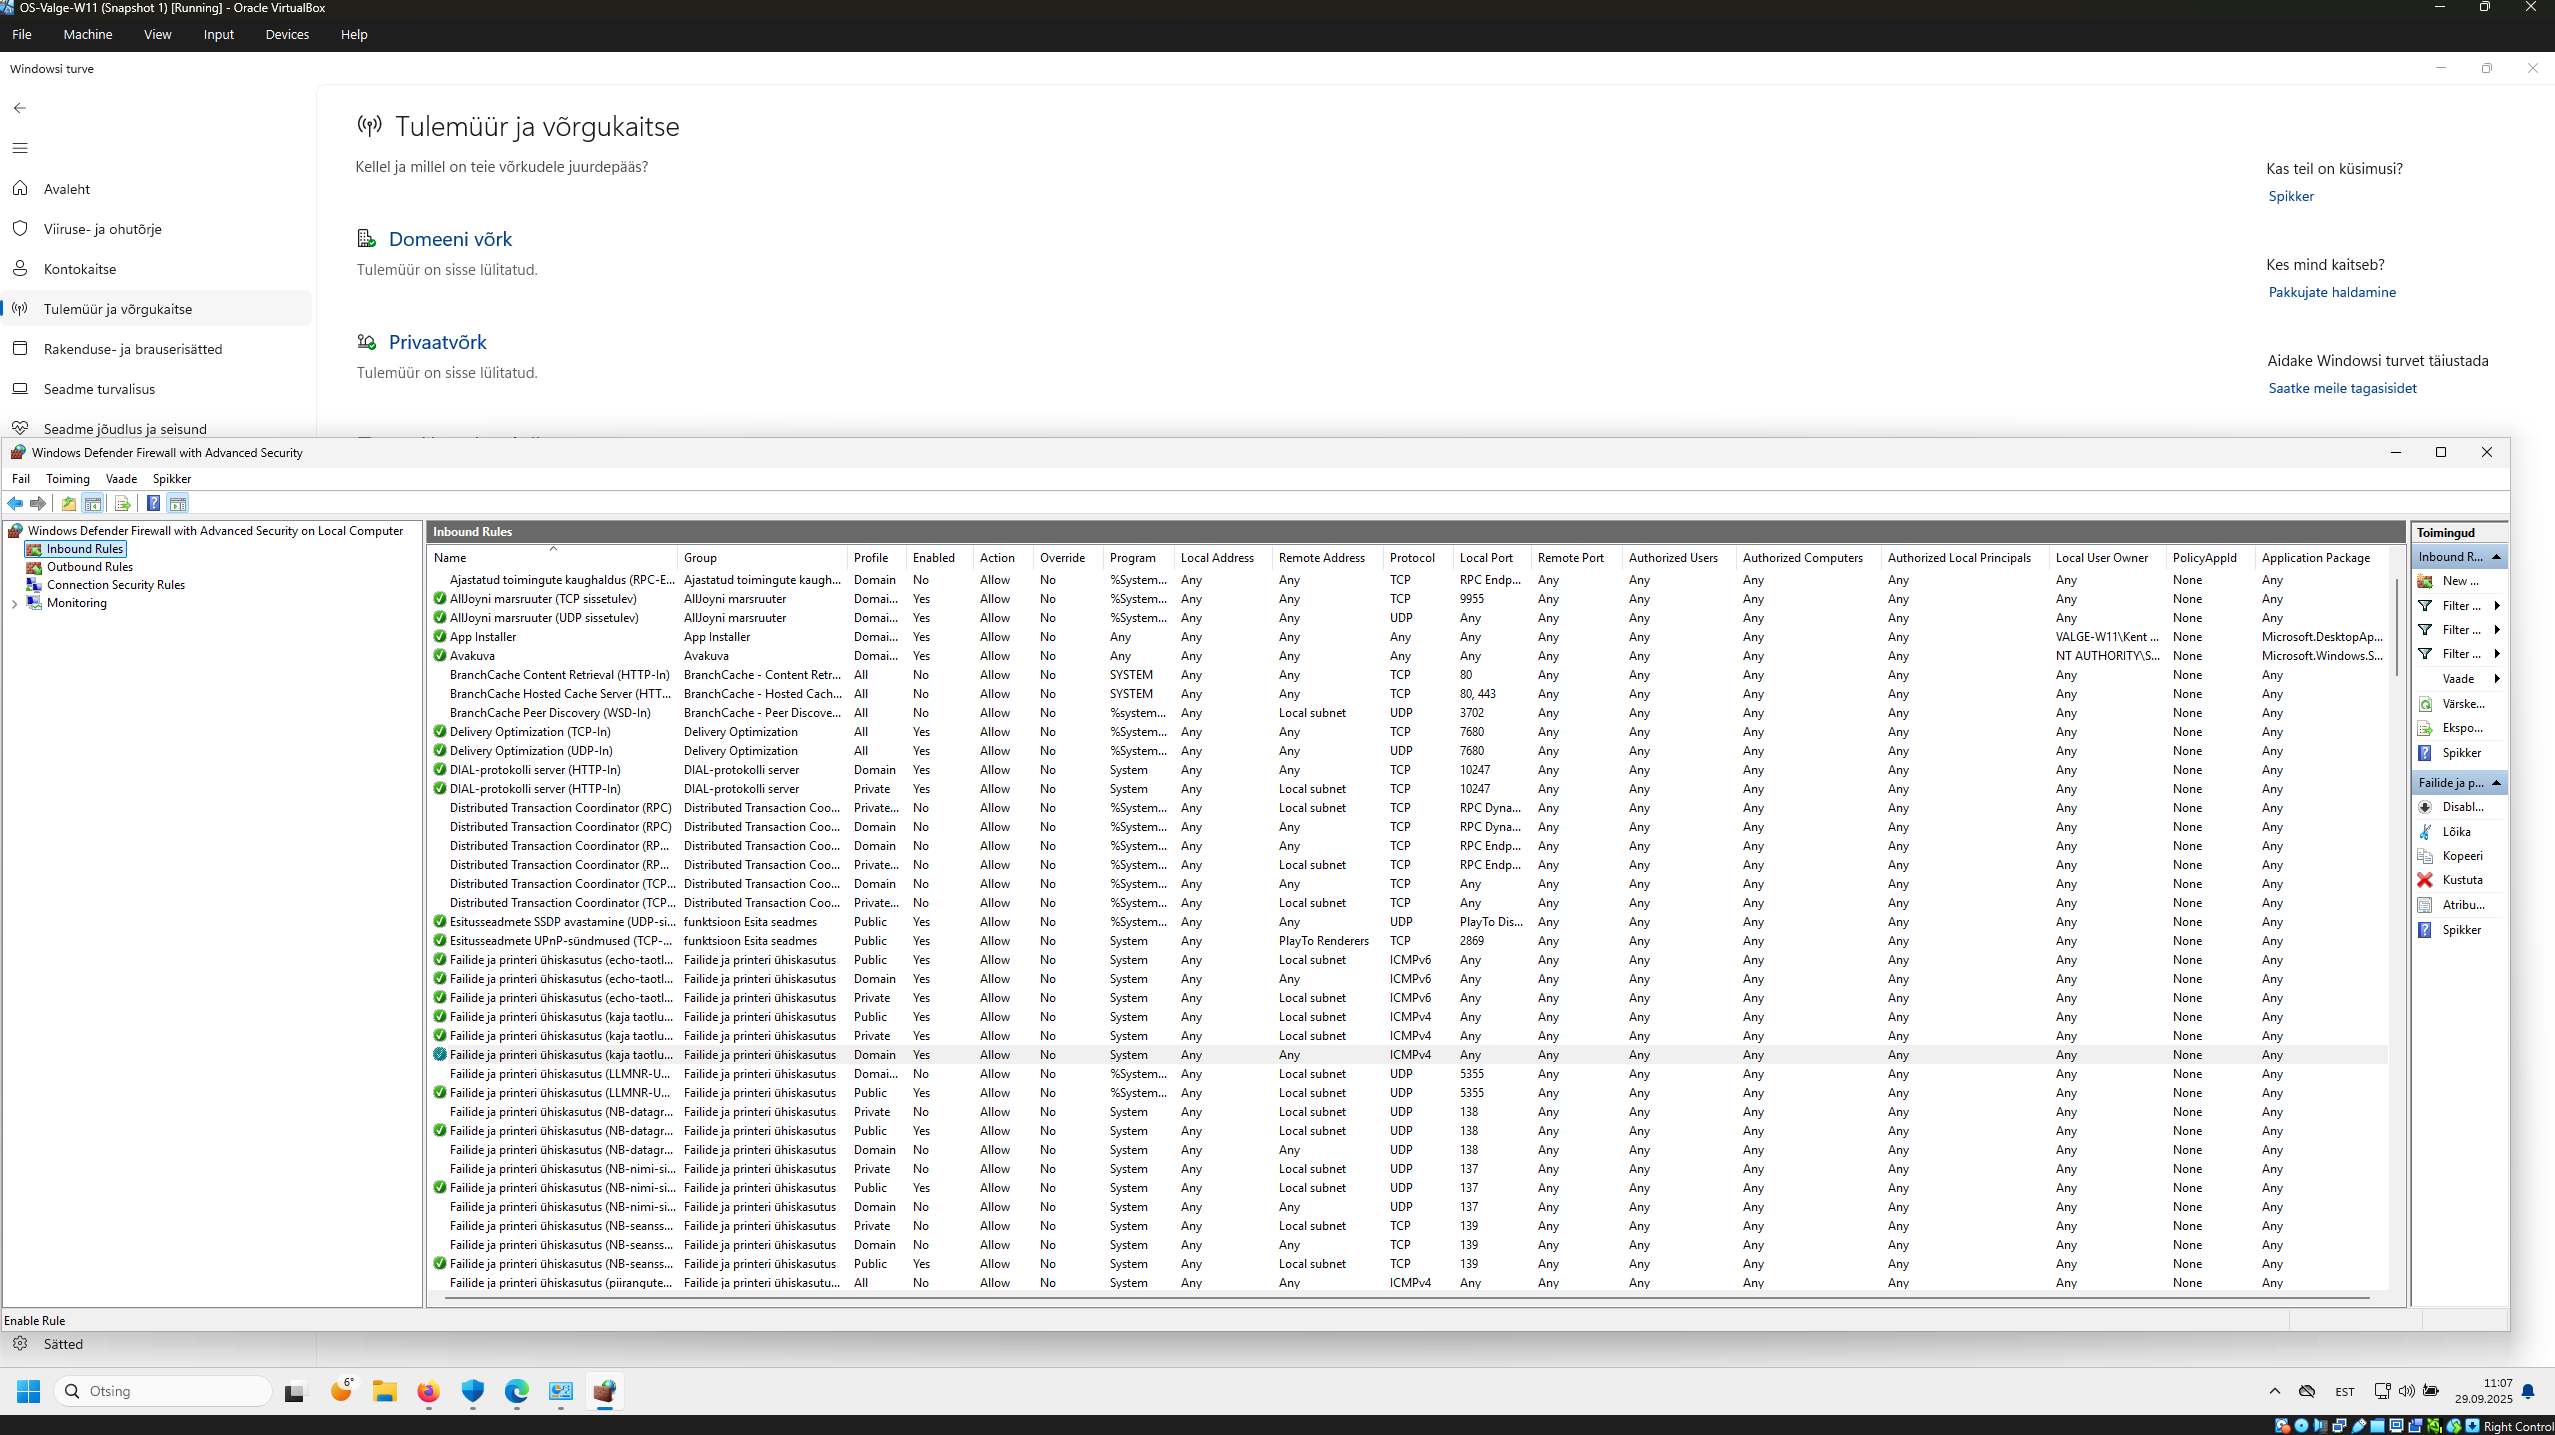 OS-Valge-W11 (Snapshot 1) [Running] - Oracle VirtualBox
File Machine View Input Devices Help
Windowsi turve
Avaleht
Viiruse- ja ohutõrje
Kontokaitse
Tulemüür ja võrgukaitse
Rakenduse- ja brauserisätted
Seadme turvalisus
Seadme jõudlus ja seisund
Tulemüür ja võrgukaitse
Kellel ja millel on teie võrkudele juurdepääs?
Domeeni võrk
Tulemüür on sisse lülitatud.
Privaatvõrk
Tulemüür on sisse lülitatud.
Kas teil on küsimusi?
Spikker
Kes mind kaitseb?
Pakkujate haldamine
Aidake Windowsi turvet täiustada
Saatke meile tagasisidet
Windows Defender Firewall with Advanced Security
Fail Toiming Vaade Spikker
Windows Defender Firewall with Advanced Security on Local Computer
Inbound Rules
Outbound Rules
Connection Security Rules
Monitoring
Inbound Rules
Name Group Profile Enabled Action Override Program Local Address Remote Address Protocol Local Port Remote Port Authorized Users Authorized Computers Authorized Local Principals Local User Owner PolicyAppId Application Package
Ajastatud toimingute kaughaldus (RPC-E... Ajastatud toimingute kaugh... Domain No Allow No %System... Any Any TCP RPC Endp... Any Any Any Any Any None Any
AllJoyni marsruuter (TCP sissetulev) AllJoyni marsruuter Domai... Yes Allow No %System... Any Any TCP 9955 Any Any Any Any Any None Any
AllJoyni marsruuter (UDP sissetulev) AllJoyni marsruuter Domai... Yes Allow No %System... Any Any UDP Any Any Any Any Any Any None Any
App Installer App Installer Domai... Yes Allow No Any Any Any Any Any Any Any Any Any VALGE-W11\Kent ... None Microsoft.DesktopAp...
Avakuva Avakuva Domai... Yes Allow No Any Any Any Any Any Any Any Any Any NT AUTHORITY\S... None Microsoft.Windows.S...
BranchCache Content Retrieval (HTTP-In) BranchCache - Content Retr... All No Allow No SYSTEM Any Any TCP 80 Any Any Any Any Any None Any
BranchCache Hosted Cache Server (HTT... BranchCache - Hosted Cach... All No Allow No SYSTEM Any Any TCP 80, 443 Any Any Any Any Any None Any
BranchCache Peer Discovery (WSD-In) BranchCache - Peer Discove... All No Allow No %system... Any Local subnet UDP 3702 Any Any Any Any Any None Any
Delivery Optimization (TCP-In) Delivery Optimization All Yes Allow No %System... Any Any TCP 7680 Any Any Any Any Any None Any
Delivery Optimization (UDP-In) Delivery Optimization All Yes Allow No %System... Any Any UDP 7680 Any Any Any Any Any None Any
DIAL-protokolli server (HTTP-In) DIAL-protokolli server Domain Yes Allow No System Any Any TCP 10247 Any Any Any Any Any None Any
DIAL-protokolli server (HTTP-In) DIAL-protokolli server Private Yes Allow No System Any Local subnet TCP 10247 Any Any Any Any Any None Any
Distributed Transaction Coordinator (RPC) Distributed Transaction Coo... Private... No Allow No %System... Any Local subnet TCP RPC Dyna... Any Any Any Any Any None Any
Distributed Transaction Coordinator (RPC) Distributed Transaction Coo... Domain No Allow No %System... Any Any TCP RPC Dyna... Any Any Any Any Any None Any
Distributed Transaction Coordinator (RP... Distributed Transaction Coo... Domain No Allow No %System... Any Any TCP RPC Endp... Any Any Any Any Any None Any
Distributed Transaction Coordinator (RP... Distributed Transaction Coo... Private... No Allow No %System... Any Local subnet TCP RPC Endp... Any Any Any Any Any None Any
Distributed Transaction Coordinator (TCP... Distributed Transaction Coo... Domain No Allow No %System... Any Any TCP Any Any Any Any Any Any None Any
Distributed Transaction Coordinator (TCP... Distributed Transaction Coo... Private... No Allow No %System... Any Local subnet TCP Any Any Any Any Any Any None Any
Esitusseadmete SSDP avastamine (UDP-si... funktsioon Esita seadmes Public Yes Allow No %System... Any Any UDP PlayTo Dis... Any Any Any Any Any None Any
Esitusseadmete UPnP-sündmused (TCP-... funktsioon Esita seadmes Public Yes Allow No System Any PlayTo Renderers TCP 2869 Any Any Any Any Any None Any
Failide ja printeri ühiskasutus (echo-taotl... Failide ja printeri ühiskasutus Public Yes Allow No System Any Local subnet ICMPv6 Any Any Any Any Any Any None Any
Failide ja printeri ühiskasutus (echo-taotl... Failide ja printeri ühiskasutus Domain Yes Allow No System Any Any ICMPv6 Any Any Any Any Any Any None Any
Failide ja printeri ühiskasutus (echo-taotl... Failide ja printeri ühiskasutus Private Yes Allow No System Any Local subnet ICMPv6 Any Any Any Any Any Any None Any
Failide ja printeri ühiskasutus (kaja taotlu... Failide ja printeri ühiskasutus Public Yes Allow No System Any Local subnet ICMPv4 Any Any Any Any Any Any None Any
Failide ja printeri ühiskasutus (kaja taotlu... Failide ja printeri ühiskasutus Private Yes Allow No System Any Local subnet ICMPv4 Any Any Any Any Any Any None Any
Failide ja printeri ühiskasutus (kaja taotlu... Failide ja printeri ühiskasutus Domain Yes Allow No System Any Any ICMPv4 Any Any Any Any Any Any None Any
Failide ja printeri ühiskasutus (LLMNR-U... Failide ja printeri ühiskasutus Domai... No Allow No %System... Any Local subnet UDP 5355 Any Any Any Any Any None Any
Failide ja printeri ühiskasutus (LLMNR-U... Failide ja printeri ühiskasutus Public Yes Allow No %System... Any Local subnet UDP 5355 Any Any Any Any Any None Any
Failide ja printeri ühiskasutus (NB-datagr... Failide ja printeri ühiskasutus Private No Allow No System Any Local subnet UDP 138 Any Any Any Any Any None Any
Failide ja printeri ühiskasutus (NB-datagr... Failide ja printeri ühiskasutus Public Yes Allow No System Any Local subnet UDP 138 Any Any Any Any Any None Any
Failide ja printeri ühiskasutus (NB-datagr... Failide ja printeri ühiskasutus Domain No Allow No System Any Any UDP 138 Any Any Any Any Any None Any
Failide ja printeri ühiskasutus (NB-nimi-si... Failide ja printeri ühiskasutus Private No Allow No System Any Local subnet UDP 137 Any Any Any Any Any None Any
Failide ja printeri ühiskasutus (NB-nimi-si... Failide ja printeri ühiskasutus Public Yes Allow No System Any Local subnet UDP 137 Any Any Any Any Any None Any
Failide ja printeri ühiskasutus (NB-nimi-si... Failide ja printeri ühiskasutus Domain No Allow No System Any Any UDP 137 Any Any Any Any Any None Any
Failide ja printeri ühiskasutus (NB-seanss... Failide ja printeri ühiskasutus Private No Allow No System Any Local subnet TCP 139 Any Any Any Any Any None Any
Failide ja printeri ühiskasutus (NB-seanss... Failide ja printeri ühiskasutus Domain No Allow No System Any Any TCP 139 Any Any Any Any Any None Any
Failide ja printeri ühiskasutus (NB-seanss... Failide ja printeri ühiskasutus Public Yes Allow No System Any Local subnet TCP 139 Any Any Any Any Any None Any
Failide ja printeri ühiskasutus (piirangute... Failide ja printeri ühiskasutu... All No Allow No System Any Any ICMPv4 Any Any Any Any Any Any None Any
Toimingud
Inbound R...
New ...
Filter ...
Filter ...
Filter ...
Vaade
Värske...
Ekspo...
Spikker
Failide ja p...
Disabl...
Lõika
Kopeeri
Kustuta
Atribu...
Spikker
Enable Rule
Sätted
Otsing
6°
EST
11:07
29.09.2025
Right Control